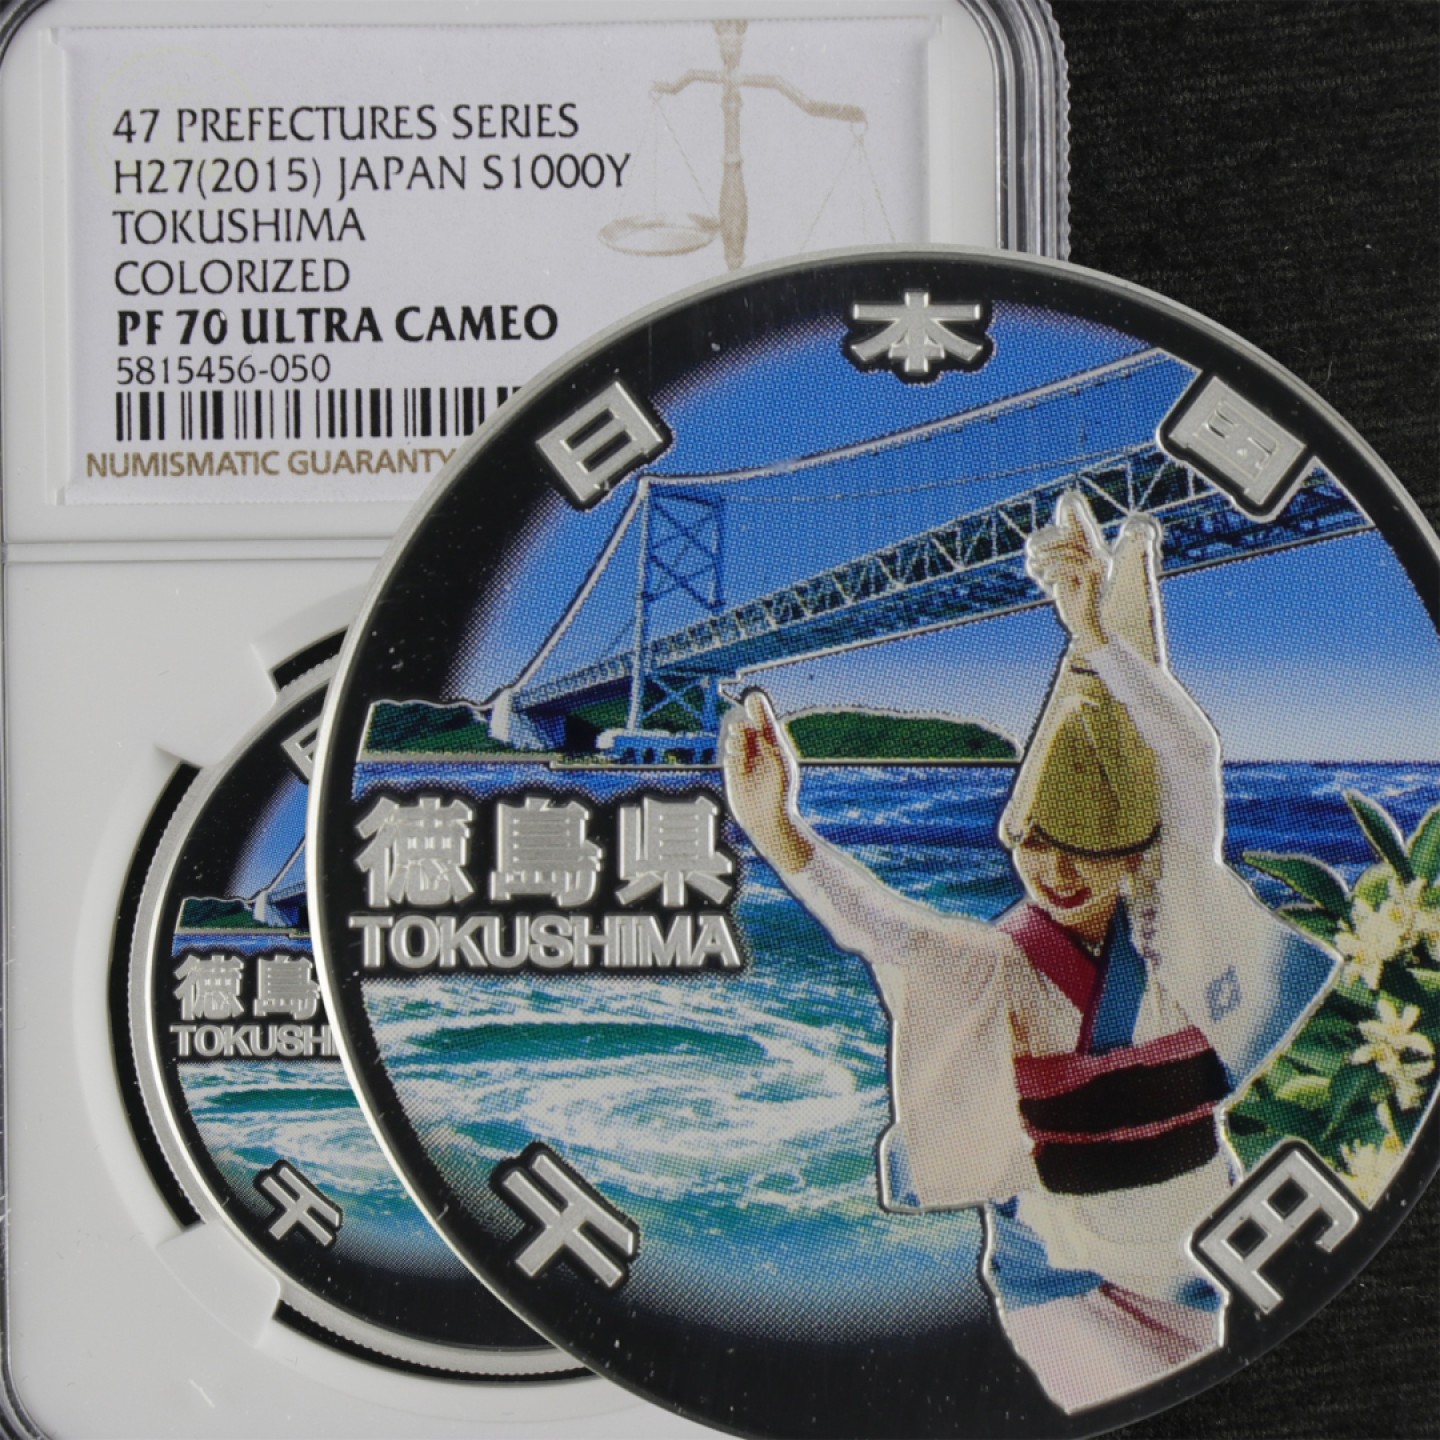 47 PREFECTURES SERIES
H27(2015) JAPAN S1000Y
TOKUSHIMA
COLORIZED
PF 70 ULTRA CAMEO
5815456-050
NUMISMATIC GUARANTY
日本国
徳島県
TOKUSHIMA
千円
徳島
TOKUSHI
千